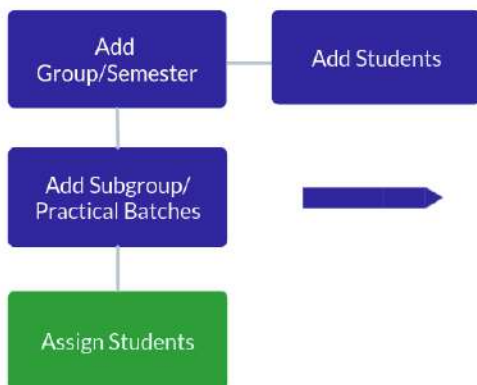 Add
Group/Semester
Add Students
Add Subgroup/
Practical Batches
Assign Students